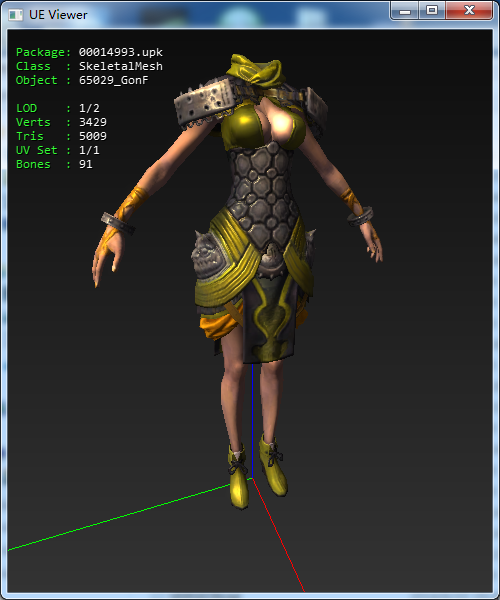 UE Viewer
Package: 00014993.upk
Class : SkeletalMesh
Object : 65029_GonF
LOD : 1/2
Verts : 3429
Tris : 5009
UV Set : 1/1
Bones : 91